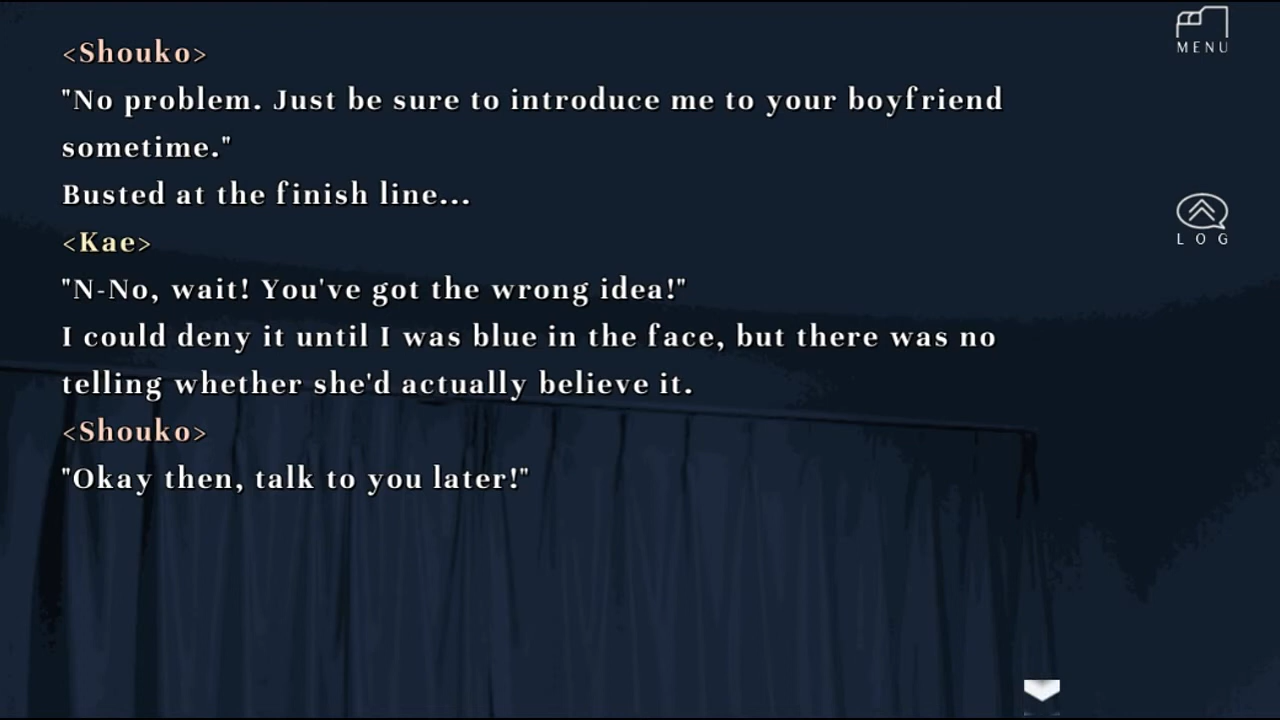 <Shouko>
"No problem. Just be sure to introduce me to your boyfriend
sometime."
Busted at the finish line...
<Kae>
"N-No, wait! You've got the wrong idea!"
I could deny it until I was blue in the face, but there was no
telling whether she'd actually believe it.
<Shouko>
"Okay then, talk to you later!"
MENU
LOG